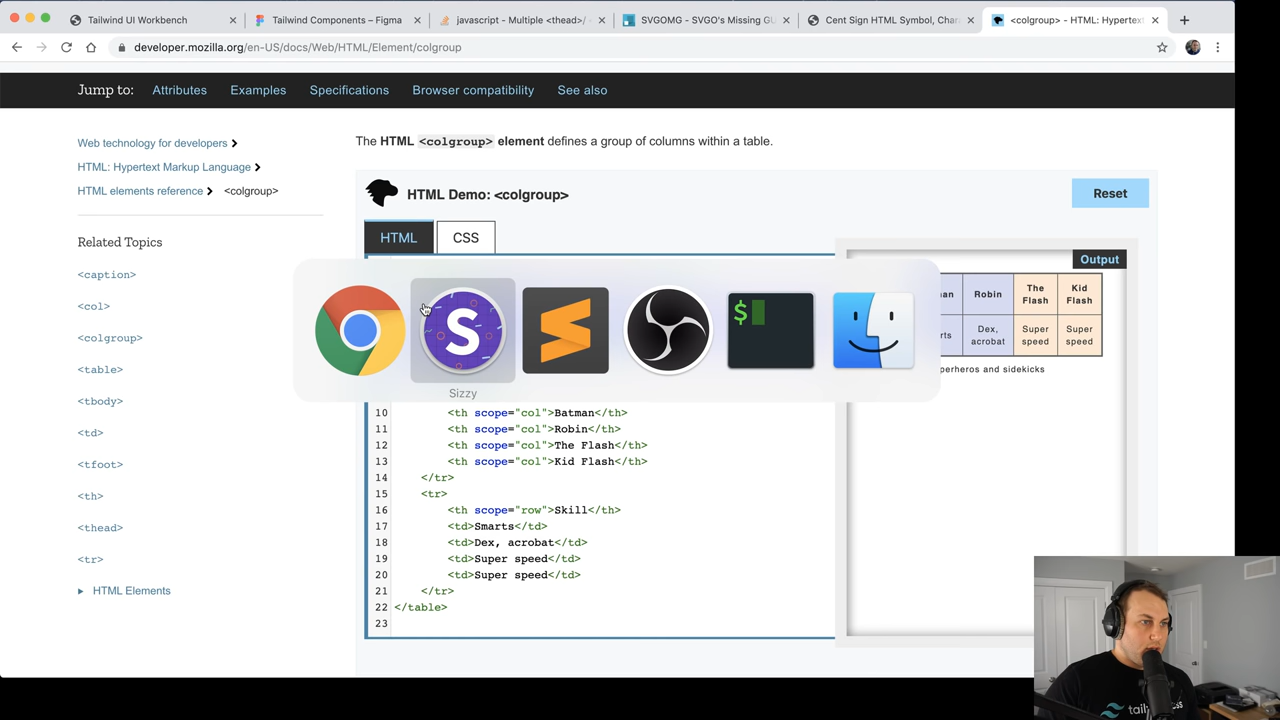 Tailwind UI Workbench
Tailwind Components – Figma
javascript - Multiple <thead>/
SVGOMG - SVGO's Missing GU
Cent Sign HTML Symbol, Char
<colgroup> - HTML: Hypertext
developer.mozilla.org/en-US/docs/Web/HTML/Element/colgroup
Jump to: Attributes Examples Specifications Browser compatibility See also
Web technology for developers
HTML: Hypertext Markup Language
HTML elements reference <colgroup>
Related Topics
<caption>
<col>
<colgroup>
<table>
<tbody>
<td>
<tfoot>
<th>
<thead>
<tr>
HTML Elements
The HTML <colgroup> element defines a group of columns within a table.
HTML Demo: <colgroup>
Reset
HTML CSS
Output
S
$
Sizzy
10 <th scope="col">Batman</th>
11 <th scope="col">Robin</th>
12 <th scope="col">The Flash</th>
13 <th scope="col">Kid Flash</th>
14 </tr>
15 <tr>
16 <th scope="row">Skill</th>
17 <td>Smarts</td>
18 <td>Dex, acrobat</td>
19 <td>Super speed</td>
20 <td>Super speed</td>
21 </tr>
22 </table>
23
an Robin The Flash Kid Flash
rts Dex, acrobat Super speed Super speed
perheros and sidekicks